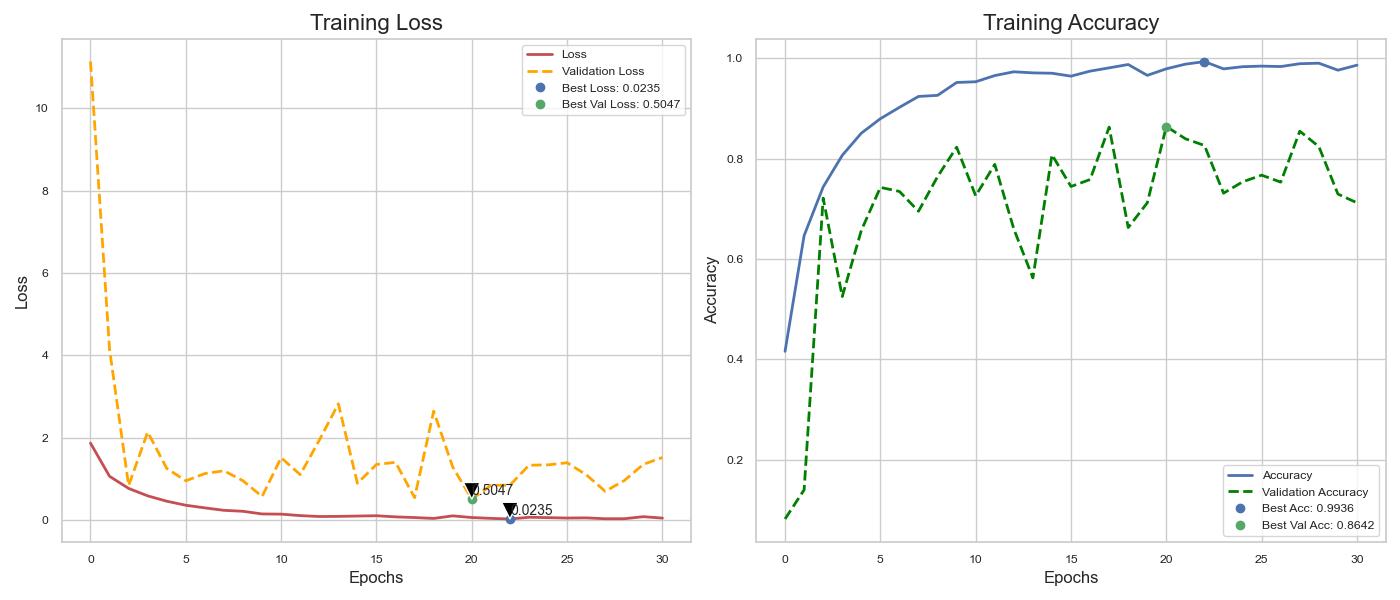 Training Loss
Loss
Validation Loss
Best Loss: 0.0235
Best Val Loss: 0.5047
10
8
6
4
2
0
Loss
0.5047
0.0235
0
5
10
15
20
25
30
Epochs
Training Accuracy
1.0
0.8
0.6
0.4
0.2
Accuracy
Accuracy
Validation Accuracy
Best Acc: 0.9936
Best Val Acc: 0.8642
0
5
10
15
20
25
30
Epochs